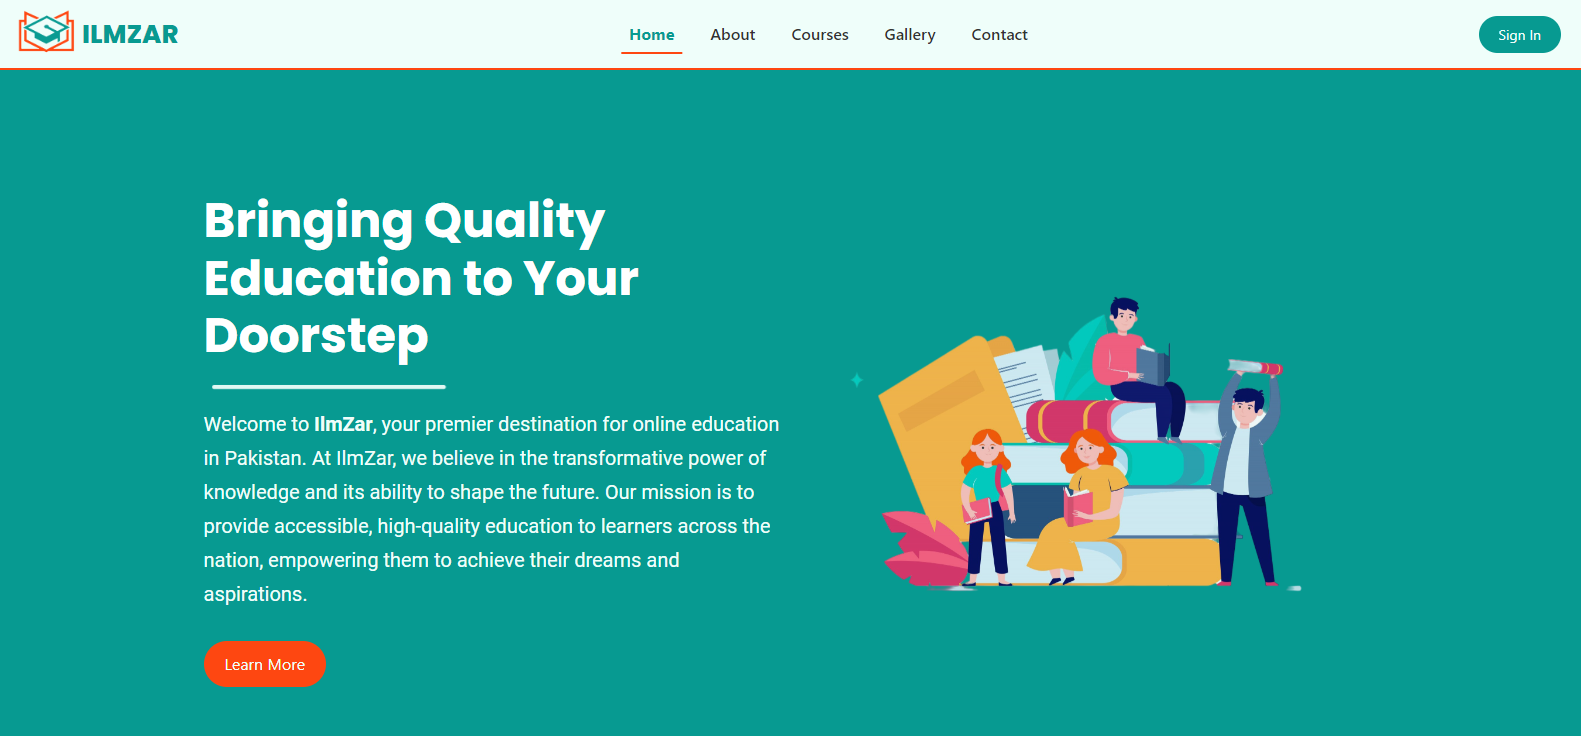 ILMZAR
Home About Courses Gallery Contact
Sign In
Bringing Quality
Education to Your
Doorstep
Welcome to IlmZar, your premier destination for online education
in Pakistan. At IlmZar, we believe in the transformative power of
knowledge and its ability to shape the future. Our mission is to
provide accessible, high-quality education to learners across the
nation, empowering them to achieve their dreams and
aspirations.
Learn More